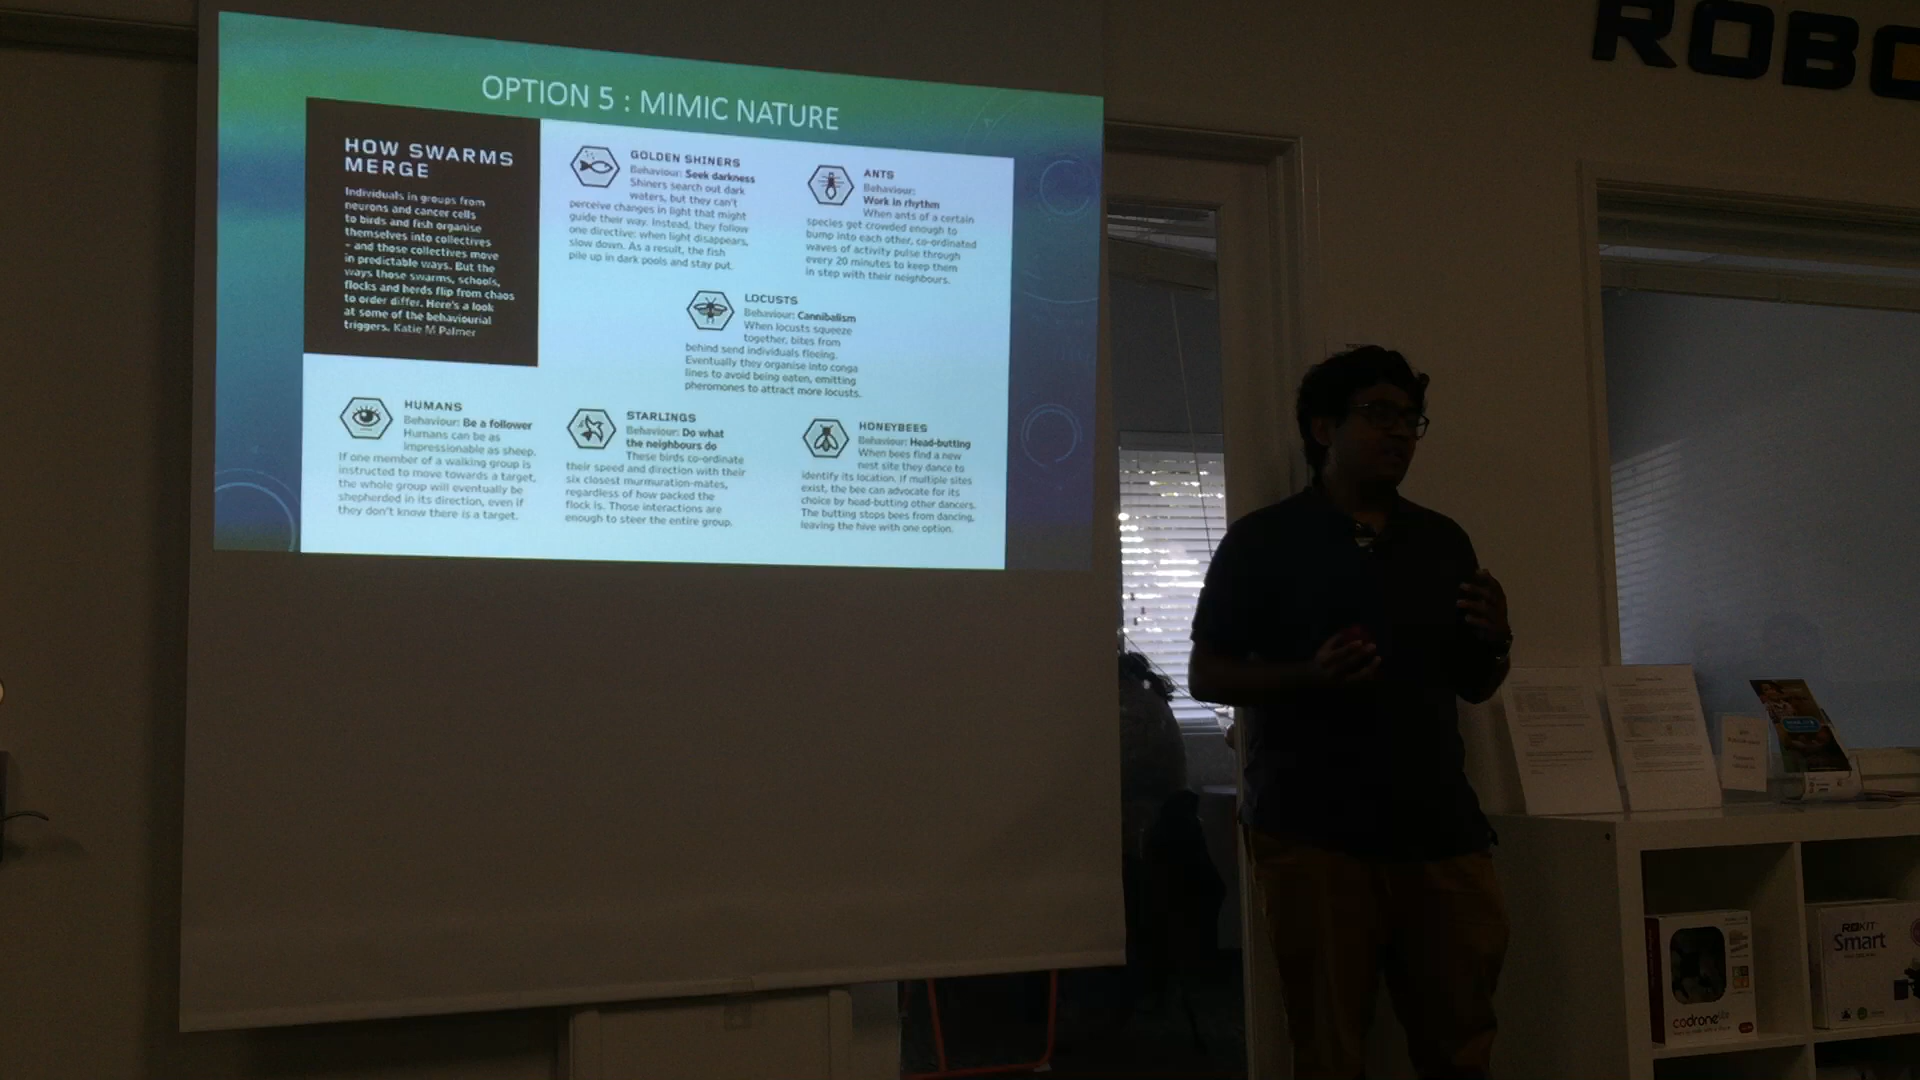 OPTION 5 : MIMIC NATURE
HOW SWARMS
MERGE
Individuals in groups from
neurons and cancer cells
to birds and fish organise
themselves into collectives
– and those collectives move
in predictable ways. But the
ways those swarms, schools,
flocks and herds flip from chaos
to order differ. Here's a look
at some of the behaviourial
triggers. Katie M Palmer
GOLDEN SHINERS
Behaviour: Seek darkness
Shiners search out dark
waters, but they can't
perceive changes in light that might
guide their way. Instead, they follow
one directive: when light disappears,
slow down. As a result, the fish
pile up in dark pools and stay put.
ANTS
Behaviour:
Work in rhythm
When ants of a certain
species get crowded enough to
bump into each other, co-ordinated
waves of activity pulse through
every 20 minutes to keep them
in step with their neighbours.
LOCUSTS
Behaviour: Cannibalism
When locusts squeeze
together, bites from
behind send individuals fleeing.
Eventually they organise into conga
lines to avoid being eaten, emitting
pheromones to attract more locusts.
HUMANS
Behaviour: Be a follower
Humans can be as
impressionable as sheep.
If one member of a walking group is
instructed to move towards a target,
the whole group will eventually be
shepherded in its direction, even if
they don't know there is a target.
STARLINGS
Behaviour: Do what
the neighbours do
These birds co-ordinate
their speed and direction with their
six closest murmuration-mates,
regardless of how packed the
flock is. Those interactions are
enough to steer the entire group.
HONEYBEES
Behaviour: Head-butting
When bees find a new
nest site they dance to
identify its location. If multiple sites
exist, the bee can advocate for its
choice by head-butting other dancers.
The butting stops bees from dancing,
leaving the hive with one option.
ROBO
codrone
ROKIT
Smart